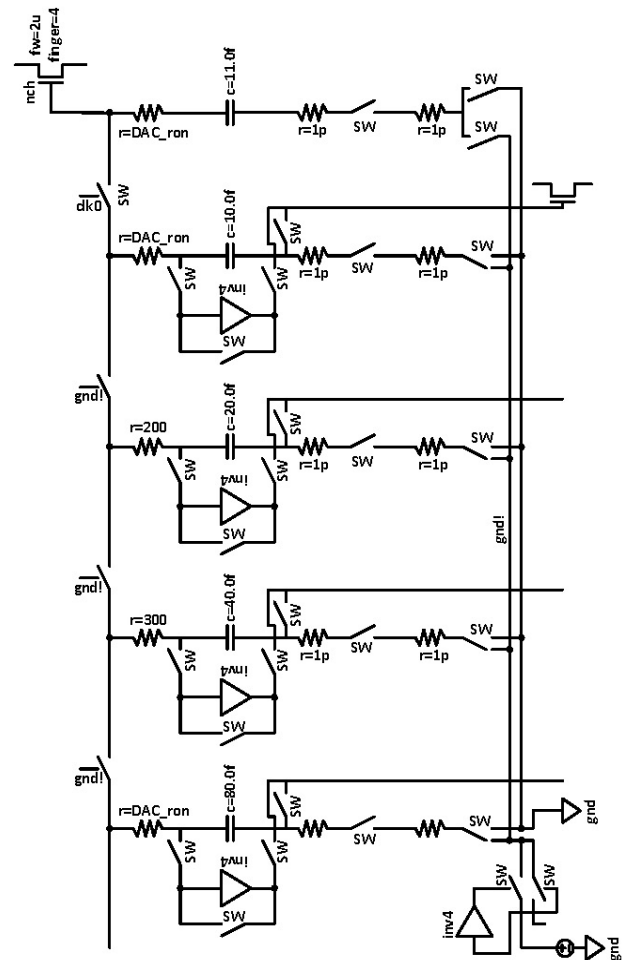 fw=2u
finger=4
nch
r=DAC_ron
c=11.0f
r=1p
SW
r=1p
SW
SW
dk0
SW
r=DAC_ron
c=10.0f
SW
SW
inv4
SW
SW
r=1p
SW
r=1p
SW
gnd!
r=200
c=20.0f
SW
SW
inv4
SW
SW
r=1p
SW
r=1p
SW
gnd!
gnd!
r=300
c=40.0f
SW
SW
inv4
SW
SW
r=1p
SW
r=1p
SW
gnd!
r=DAC_ron
c=80.0f
SW
SW
inv4
SW
SW
SW
SW
gnd
SW
SW
inv4
gnd